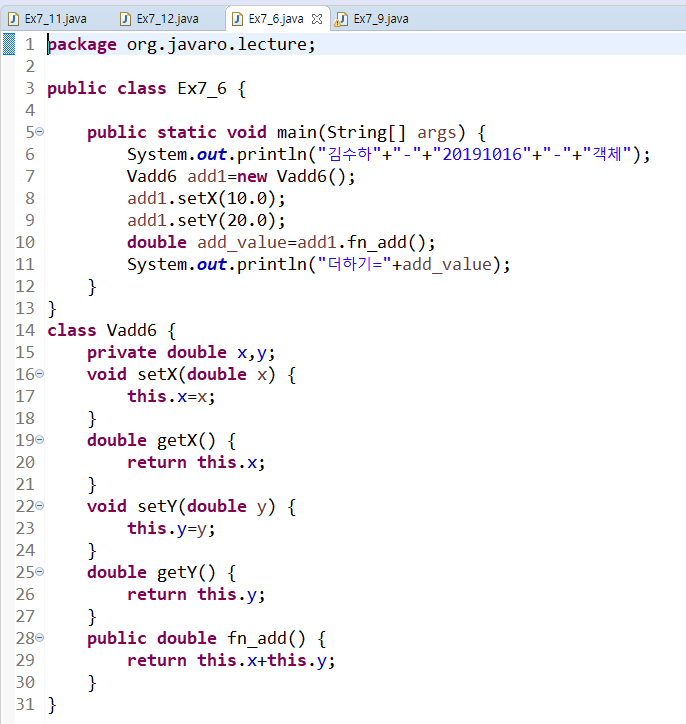 Ex7_11.java Ex7_12.java Ex7_6.java Ex7_9.java
1 package org.javaro.lecture;
2
3 public class Ex7_6 {
4
5 public static void main(String[] args) {
6 System.out.println("김수하"+"-"+"20191016"+"-"+"객체");
7 Vadd6 add1=new Vadd6();
8 add1.setX(10.0);
9 add1.setY(20.0);
10 double add_value=add1.fn_add();
11 System.out.println("더하기="+add_value);
12 }
13 }
14 class Vadd6 {
15 private double x,y;
16 void setX(double x) {
17 this.x=x;
18 }
19 double getX() {
20 return this.x;
21 }
22 void setY(double y) {
23 this.y=y;
24 }
25 double getY() {
26 return this.y;
27 }
28 public double fn_add() {
29 return this.x+this.y;
30 }
31 }